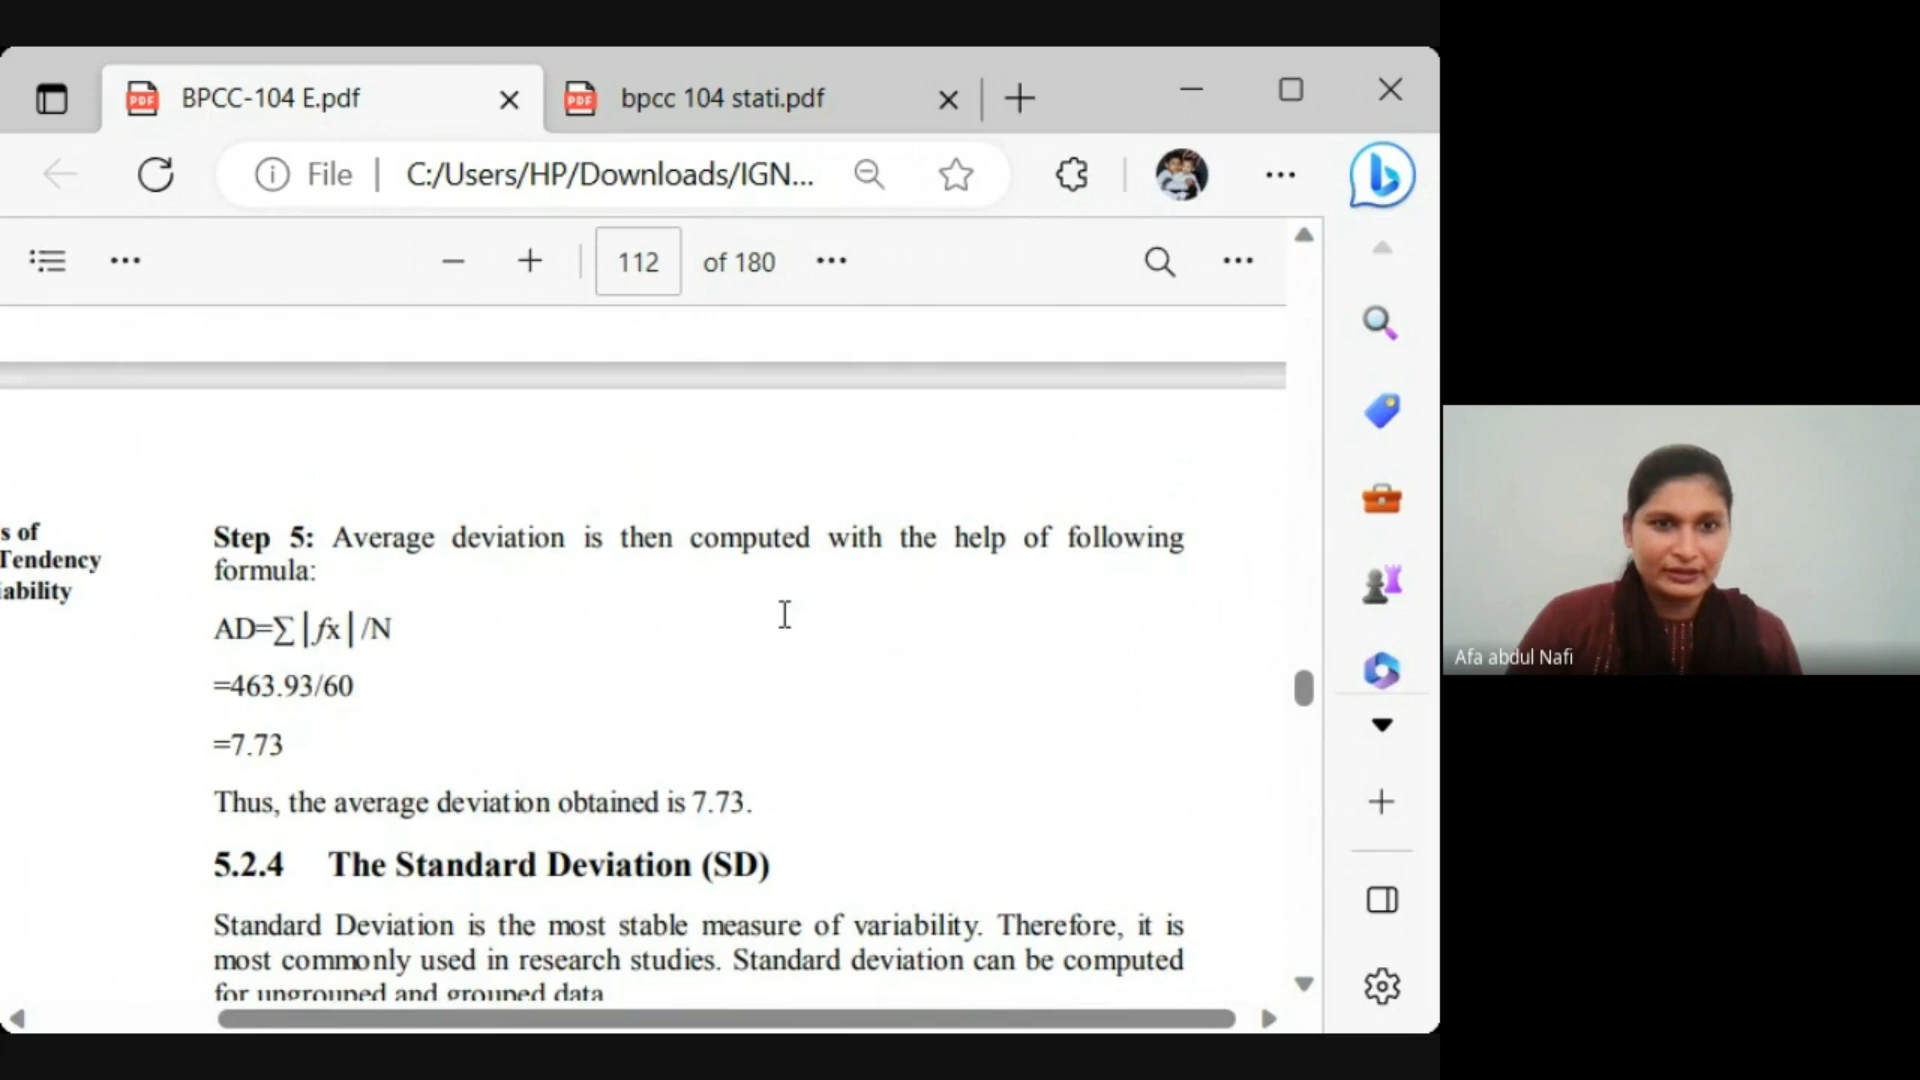 BPCC-104 E.pdf
bpcc 104 stati.pdf
File | C:/Users/HP/Downloads/IGN...
112 of 180
s of
Tendency
iability
Step 5: Average deviation is then computed with the help of following
formula:
AD=∑|fx|/N
=463.93/60
=7.73
Thus, the average deviation obtained is 7.73.
5.2.4 The Standard Deviation (SD)
Standard Deviation is the most stable measure of variability. Therefore, it is
most commonly used in research studies. Standard deviation can be computed
for ungrouped and grouped data
Afa abdul Nafi